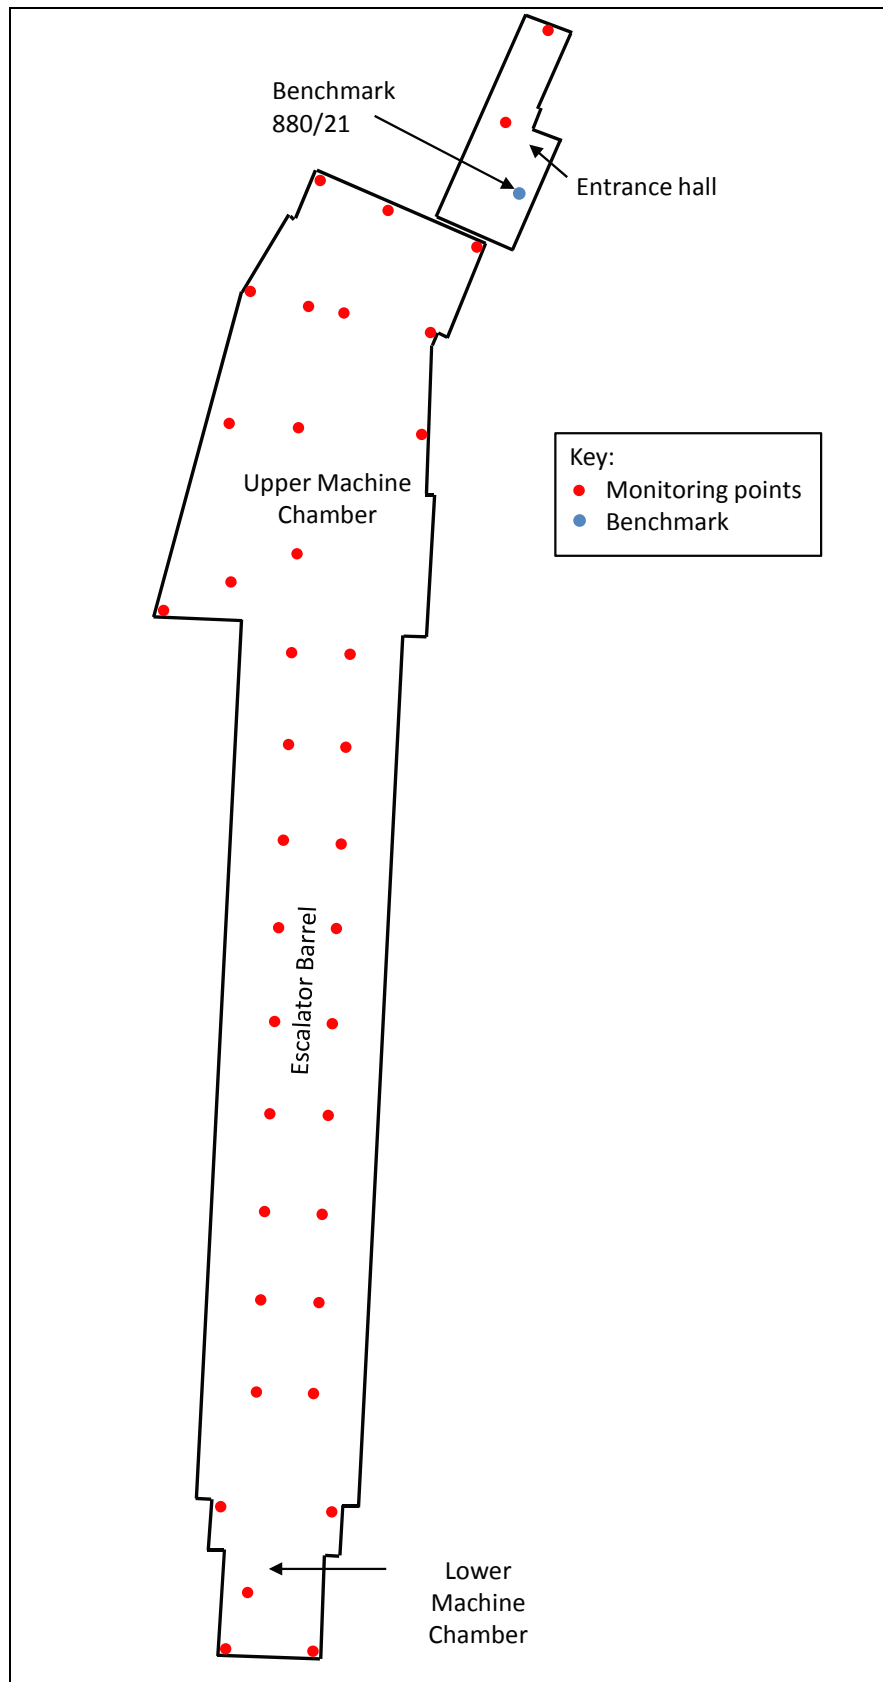 Benchmark
880/21
Entrance hall
Key:
Monitoring points
Benchmark
Upper Machine
Chamber
Escalator Barrel
Lower
Machine
Chamber